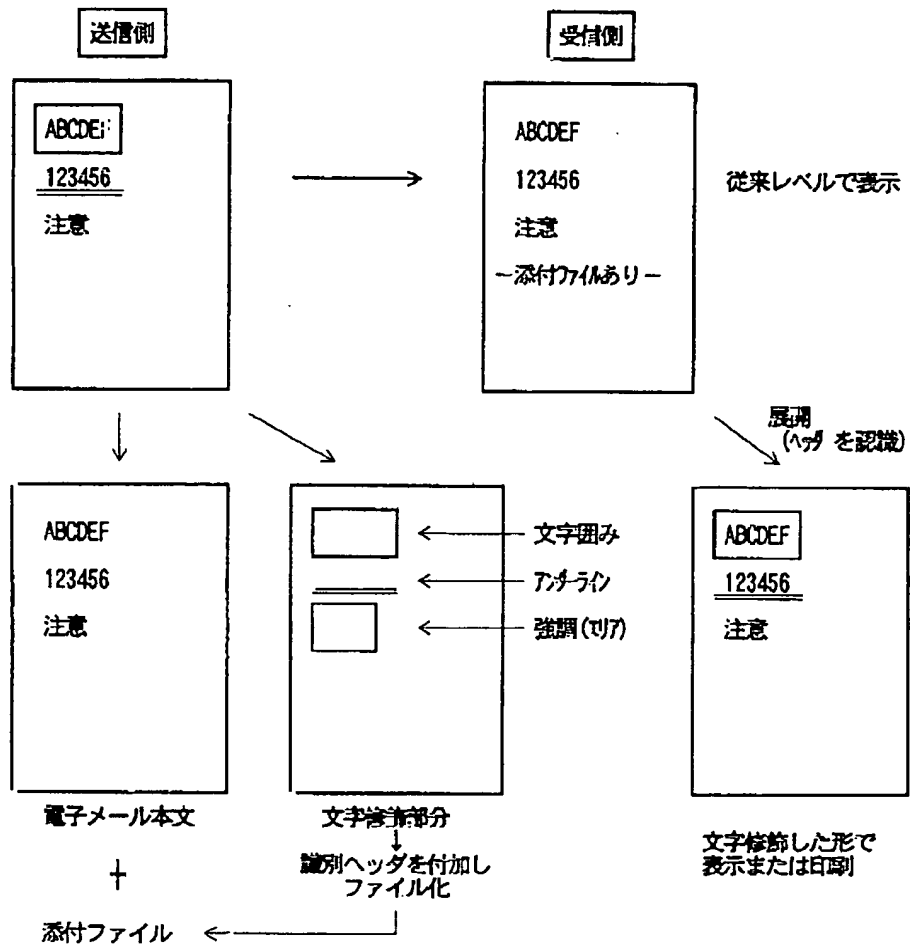 送信側
受信側
ABCDEF
123456
注意
ABCDEF
123456
注意
－添付ファイルあり－
従来レベルで表示
展開
(ヘッダ を認識)
ABCDEF
123456
注意
文字囲み
アンダーライン
強調(エリア)
ABCDEF
123456
注意
電子メール本文
文字修飾部分
文字修飾した形で
表示または印刷
＋
識別ヘッダを付加し
ファイル化
添付ファイル